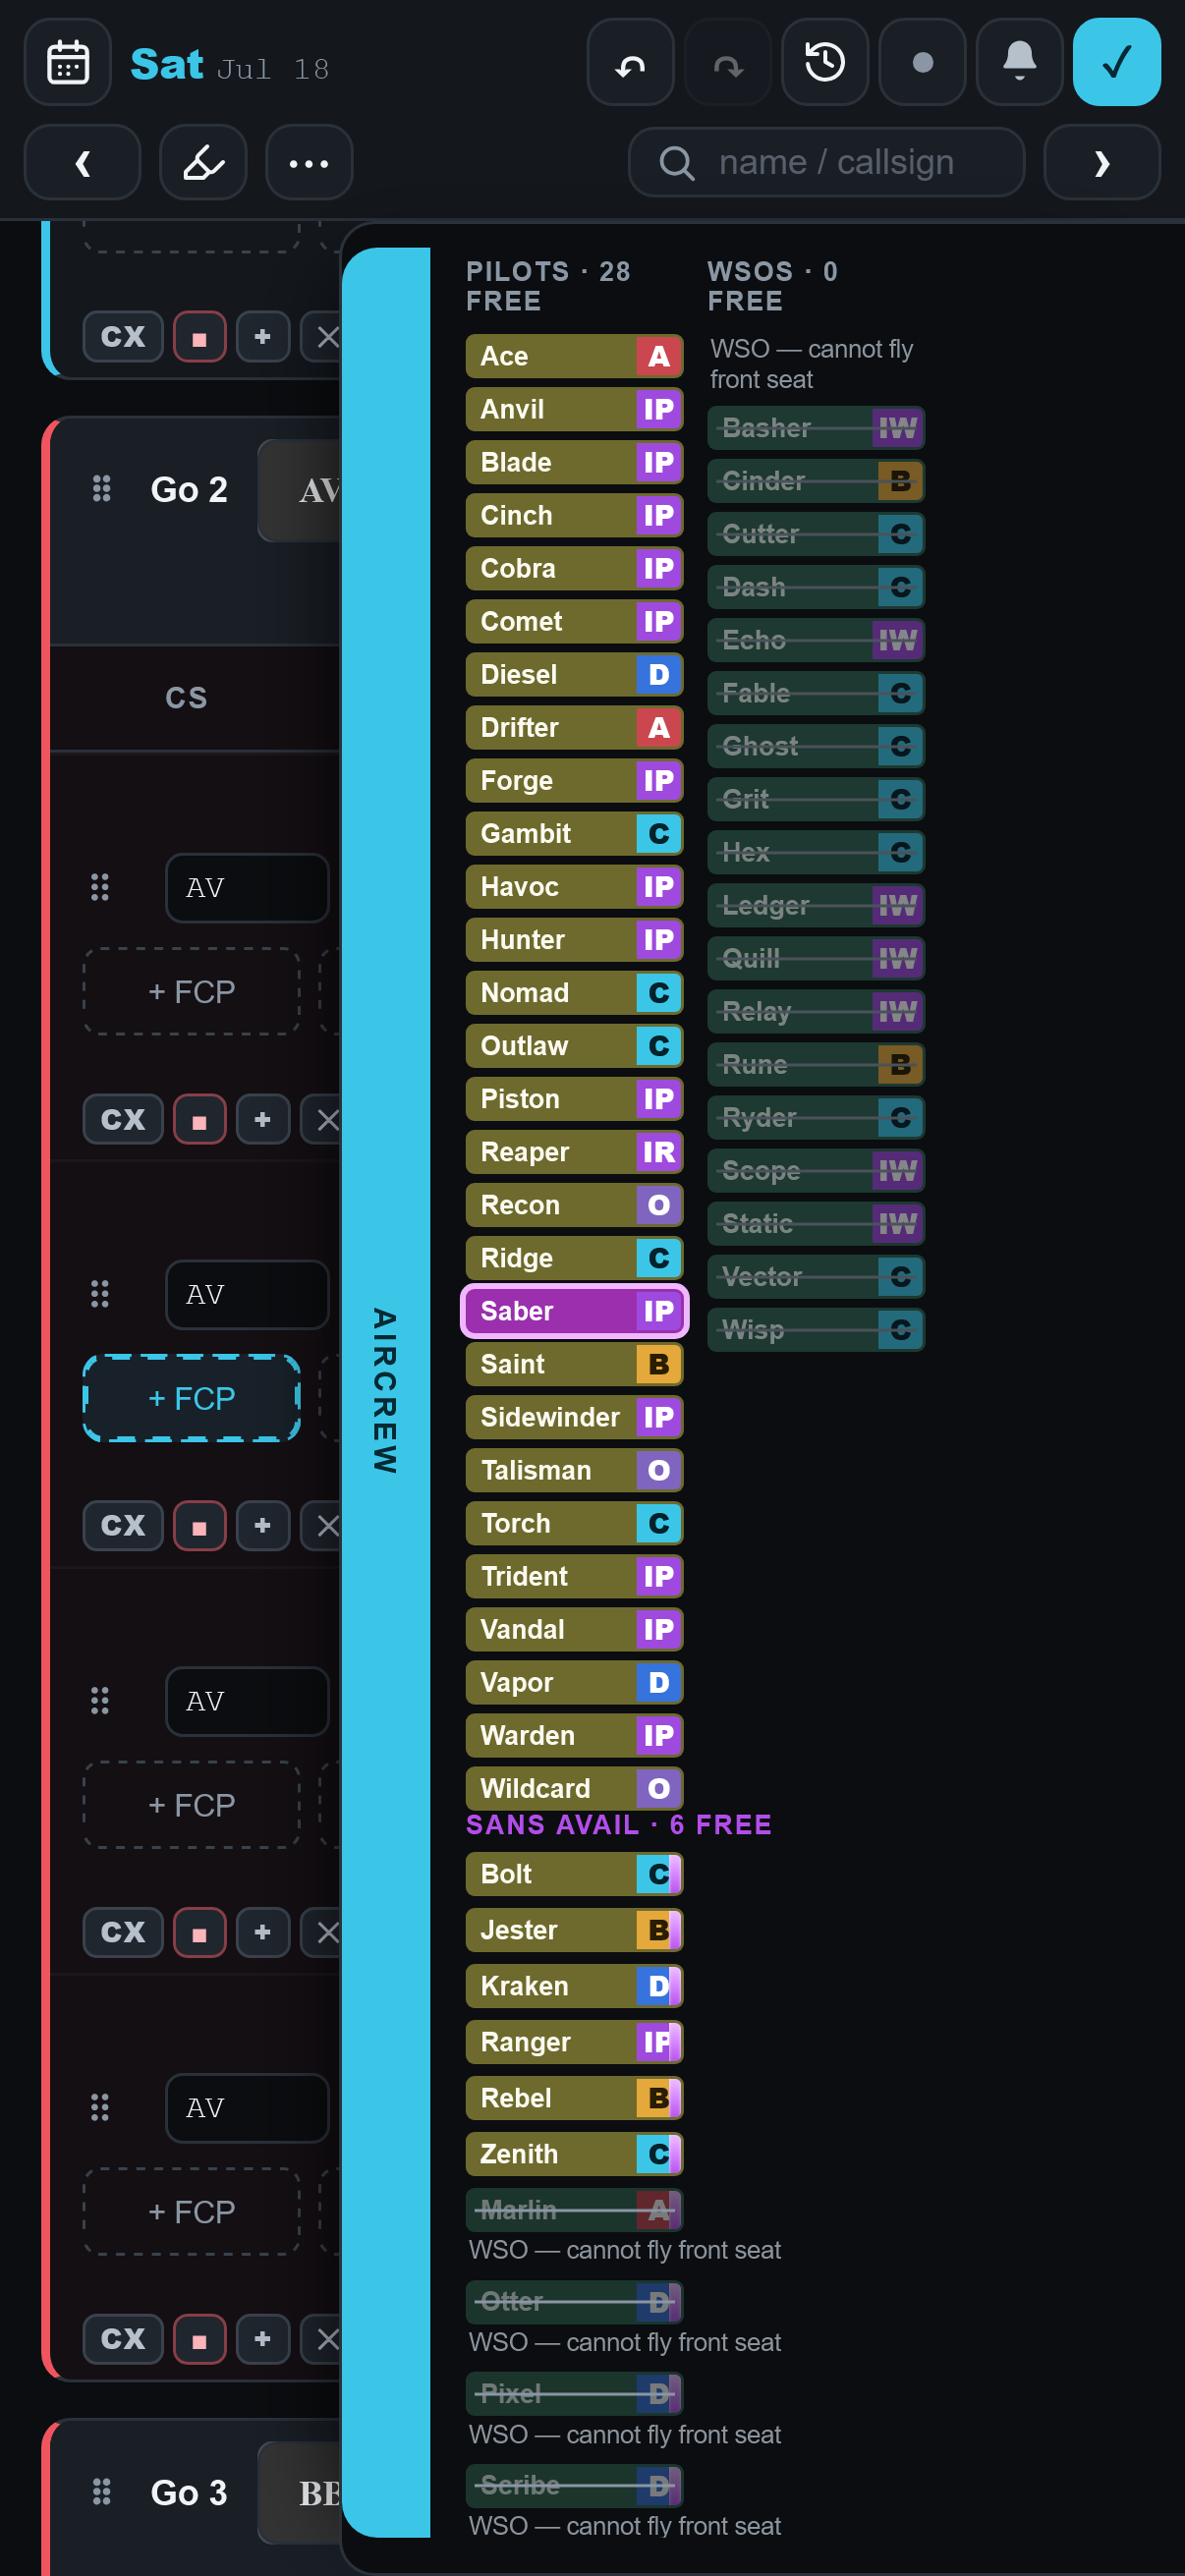 Sat Jul 18
name / callsign
CX
Go 2
AV
CS
AV
+ FCP
CX
AV
+ FCP
CX
AV
+ FCP
CX
AV
+ FCP
CX
Go 3
BB
AIRCREW
PILOTS · 28 FREE
Ace A
Anvil IP
Blade IP
Cinch IP
Cobra IP
Comet IP
Diesel D
Drifter A
Forge IP
Gambit C
Havoc IP
Hunter IP
Nomad C
Outlaw C
Piston IP
Reaper IR
Recon O
Ridge C
Saber IP
Saint B
Sidewinder IP
Talisman O
Torch C
Trident IP
Vandal IP
Vapor D
Warden IP
Wildcard O
WSOS · 0 FREE
WSO — cannot fly
front seat
Basher IW
Cinder B
Cutter C
Dash C
Echo IW
Fable C
Ghost C
Grit C
Hex C
Ledger IW
Quill IW
Relay IW
Rune B
Ryder C
Scope IW
Static IW
Vector C
Wisp C
SANS AVAIL · 6 FREE
Bolt C
Jester B
Kraken D
Ranger IP
Rebel B
Zenith C
Marlin A
WSO — cannot fly front seat
Otter D
WSO — cannot fly front seat
Pixel D
WSO — cannot fly front seat
Scribe D
WSO — cannot fly front seat